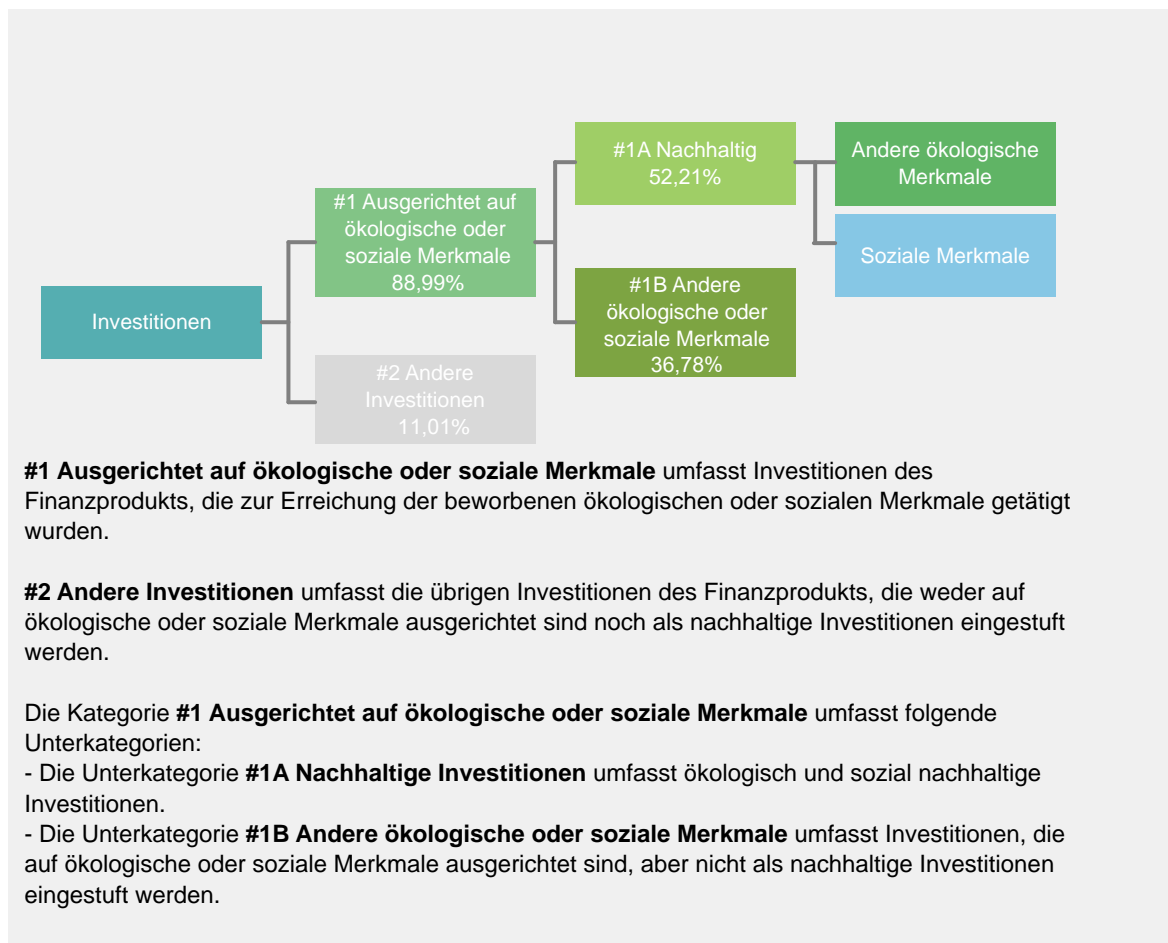 #1A Nachhaltig
52,21%
Andere ökologische
Merkmale
#1 Ausgerichtet auf
ökologische oder
soziale Merkmale
88,99%
Soziale Merkmale
Investitionen
#1B Andere
ökologische oder
soziale Merkmale
36,78%
#2 Andere
Investitionen
11,01%
#1 Ausgerichtet auf ökologische oder soziale Merkmale umfasst Investitionen des
Finanzprodukts, die zur Erreichung der beworbenen ökologischen oder sozialen Merkmale getätigt
wurden.
#2 Andere Investitionen umfasst die übrigen Investitionen des Finanzprodukts, die weder auf
ökologische oder soziale Merkmale ausgerichtet sind noch als nachhaltige Investitionen eingestuft
werden.
Die Kategorie #1 Ausgerichtet auf ökologische oder soziale Merkmale umfasst folgende
Unterkategorien:
- Die Unterkategorie #1A Nachhaltige Investitionen umfasst ökologisch und sozial nachhaltige
Investitionen.
- Die Unterkategorie #1B Andere ökologische oder soziale Merkmale umfasst Investitionen, die
auf ökologische oder soziale Merkmale ausgerichtet sind, aber nicht als nachhaltige Investitionen
eingestuft werden.